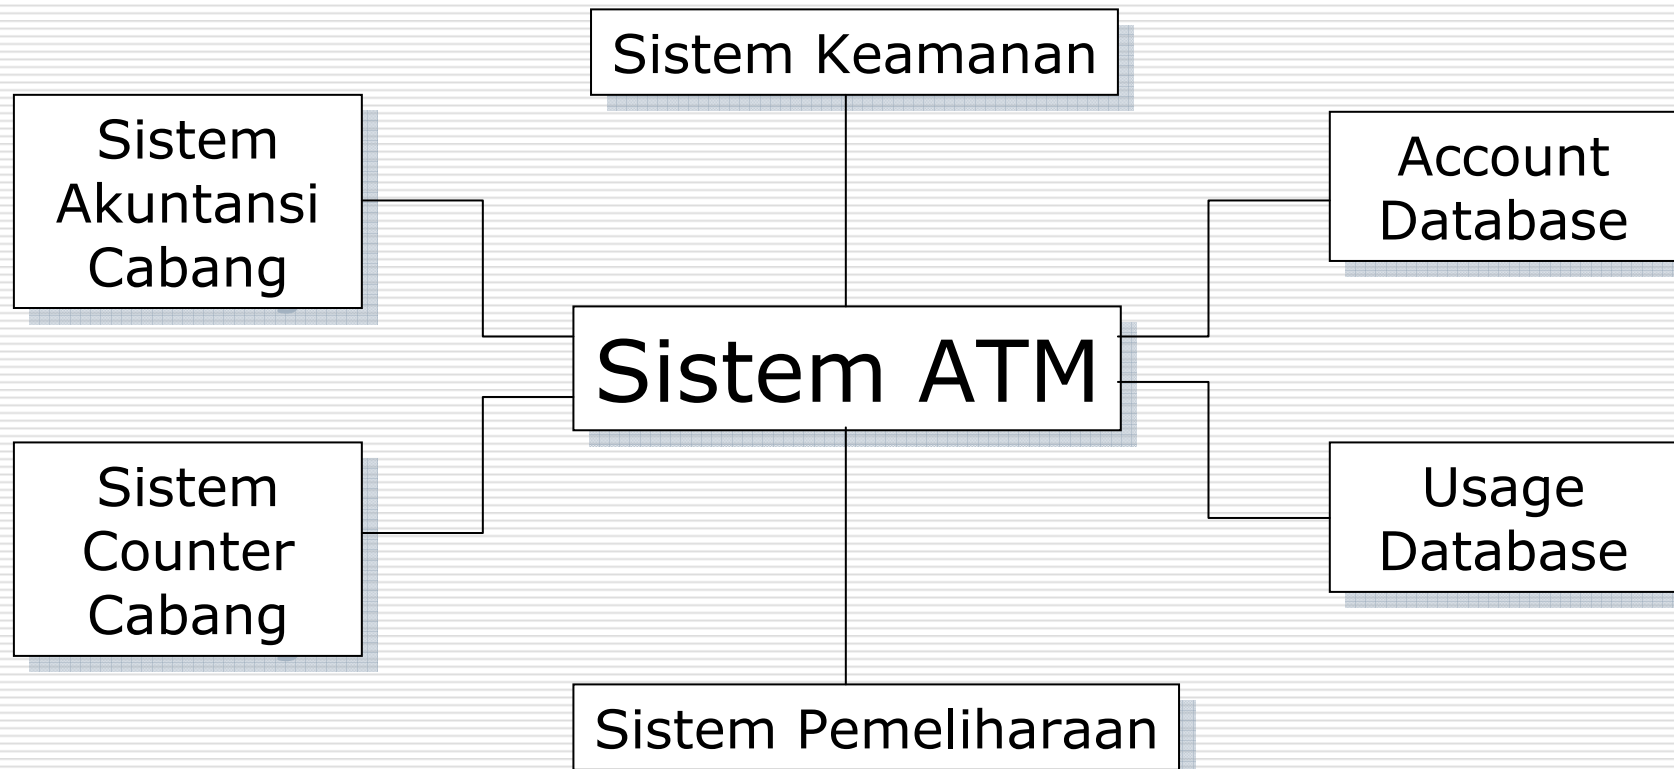 Sistem Keamanan
Sistem
Akuntansi
Cabang
Account
Database
Sistem ATM
Sistem
Counter
Cabang
Usage
Database
Sistem Pemeliharaan